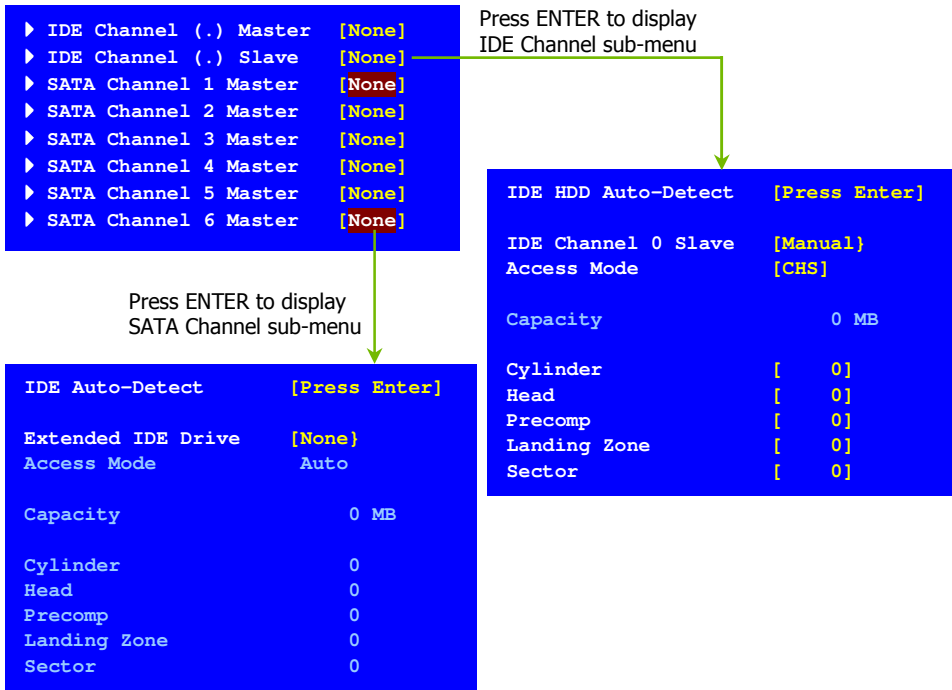 IDE Channel (.) Master [None]
IDE Channel (.) Slave [None]
SATA Channel 1 Master [None]
SATA Channel 2 Master [None]
SATA Channel 3 Master [None]
SATA Channel 4 Master [None]
SATA Channel 5 Master [None]
SATA Channel 6 Master [None]
Press ENTER to display
IDE Channel sub-menu
IDE HDD Auto-Detect [Press Enter]
IDE Channel 0 Slave [Manual}
Access Mode [CHS]
Capacity 0 MB
Cylinder [ 0]
Head [ 0]
Precomp [ 0]
Landing Zone [ 0]
Sector [ 0]
Press ENTER to display
SATA Channel sub-menu
IDE Auto-Detect [Press Enter]
Extended IDE Drive [None}
Access Mode Auto
Capacity 0 MB
Cylinder 0
Head 0
Precomp 0
Landing Zone 0
Sector 0